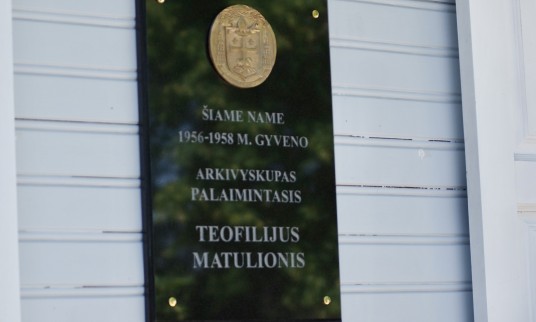 ŠIAME NAME
1956-1958 M. GYVENO
ARKIVYSKUPAS
PALAIMINTASIS
TEOFILIJUS
MATULIONIS